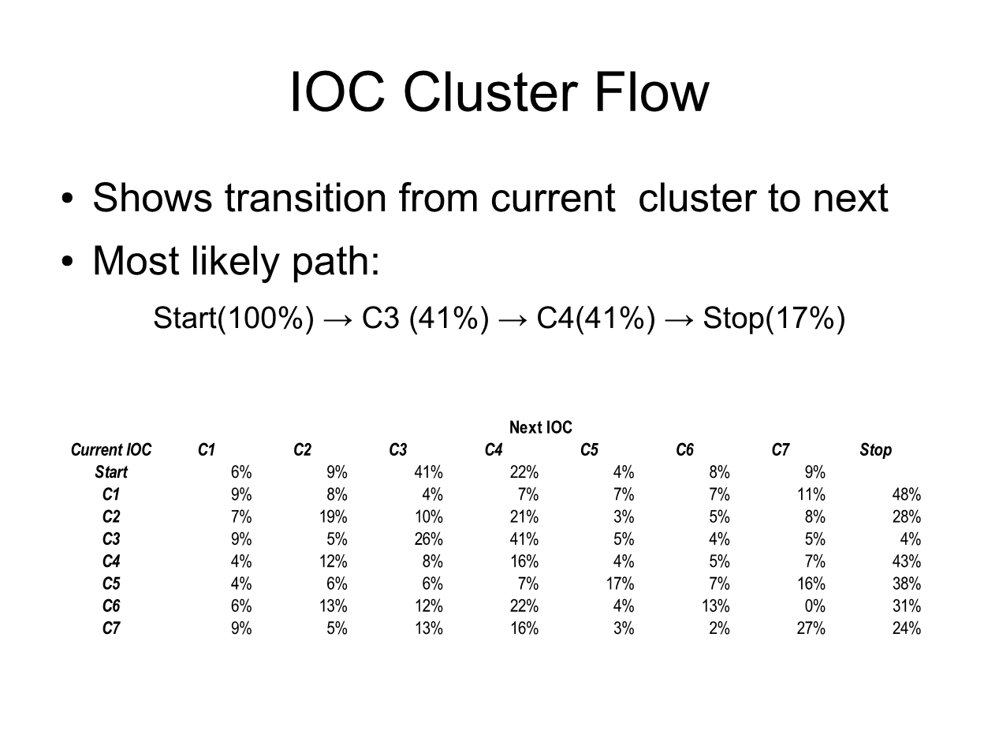 IOC Cluster Flow
• Shows transition from current  cluster to next
• Most likely path:
Start(100%) → C3 (41%) → C4(41%) → Stop(17%)
Next IOC
Current IOC C1 C2 C3 C4 C5 C6 C7 Stop
Start 6% 9% 41% 22% 4% 8% 9%
C1 9% 8% 4% 7% 7% 7% 11% 48%
C2 7% 19% 10% 21% 3% 5% 8% 28%
C3 9% 5% 26% 41% 5% 4% 5% 4%
C4 4% 12% 8% 16% 4% 5% 7% 43%
C5 4% 6% 6% 7% 17% 7% 16% 38%
C6 6% 13% 12% 22% 4% 13% 0% 31%
C7 9% 5% 13% 16% 3% 2% 27% 24%